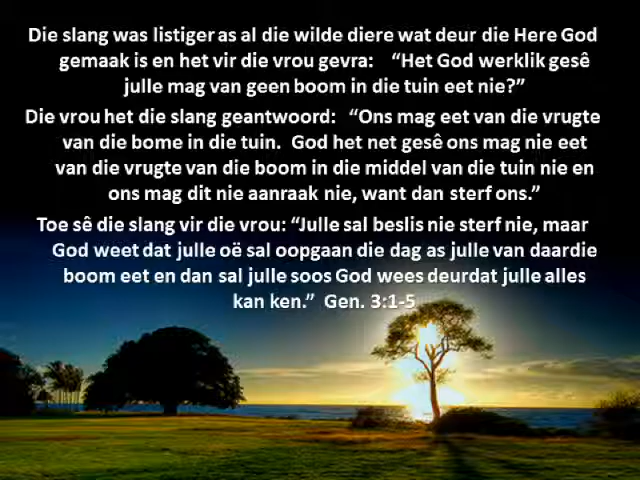 Die slang was listiger as al die wilde diere wat deur die Here God
gemaak is en het vir die vrou gevra: “Het God werklik gesê
julle mag van geen boom in die tuin eet nie?”
Die vrou het die slang geantwoord: “Ons mag eet van die vrugte
van die bome in die tuin. God het net gesê ons mag nie eet
van die vrugte van die boom in die middel van die tuin nie en
ons mag dit nie aanraak nie, want dan sterf ons.”
Toe sê die slang vir die vrou: “Julle sal beslis nie sterf nie, maar
God weet dat julle oë sal oopgaan die dag as julle van daardie
boom eet en dan sal julle soos God wees deurdat julle alles
kan ken.” Gen. 3:1-5